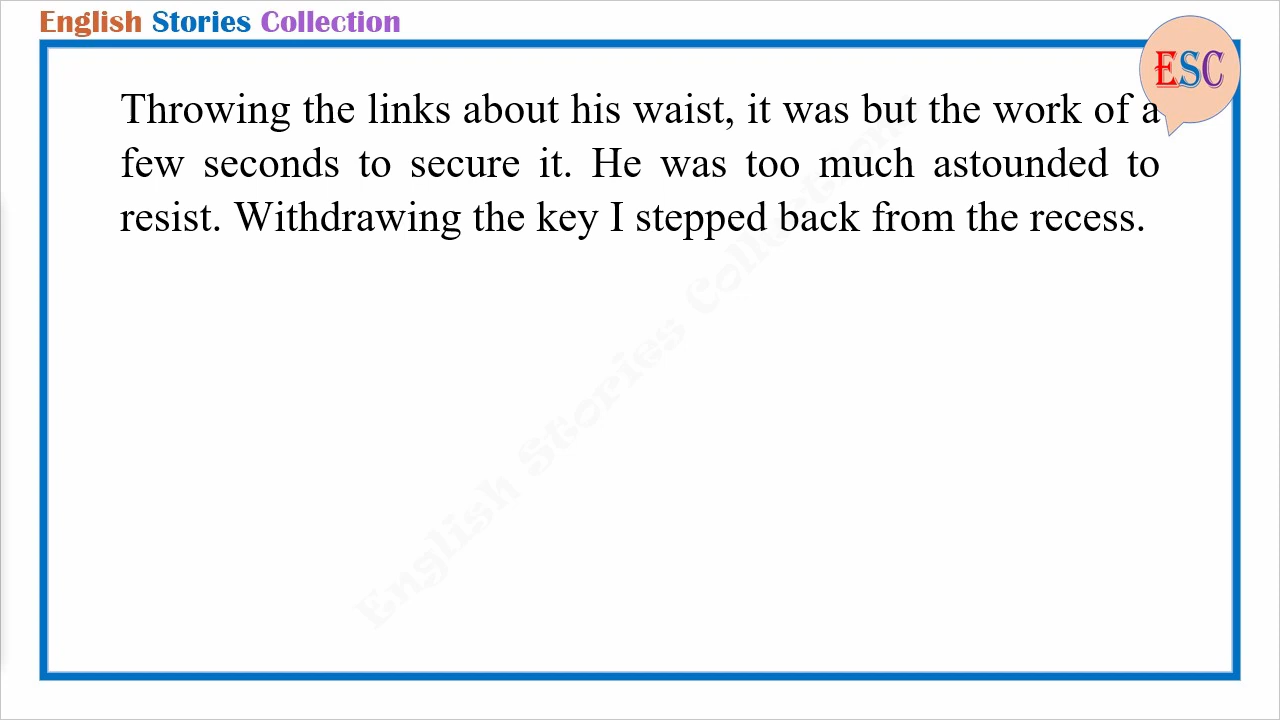 English Stories Collection
ESC
Throwing the links about his waist, it was but the work of a
few seconds to secure it. He was too much astounded to
resist. Withdrawing the key I stepped back from the recess.
English Stories Collection